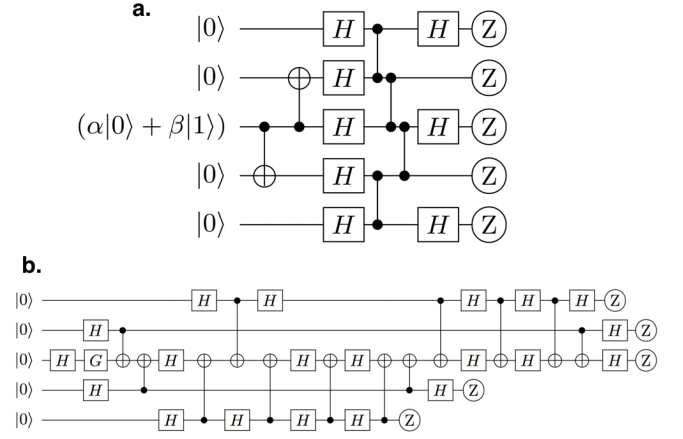 a.
|0⟩ H H Z
|0⟩ H Z
(α|0⟩ + β|1⟩) H H Z
|0⟩ H Z
|0⟩ H H Z
b.
|0⟩ H H H H H Z
|0⟩ H H Z
|0⟩ H G H H H H H H Z
|0⟩ H H Z
|0⟩ H H H H Z